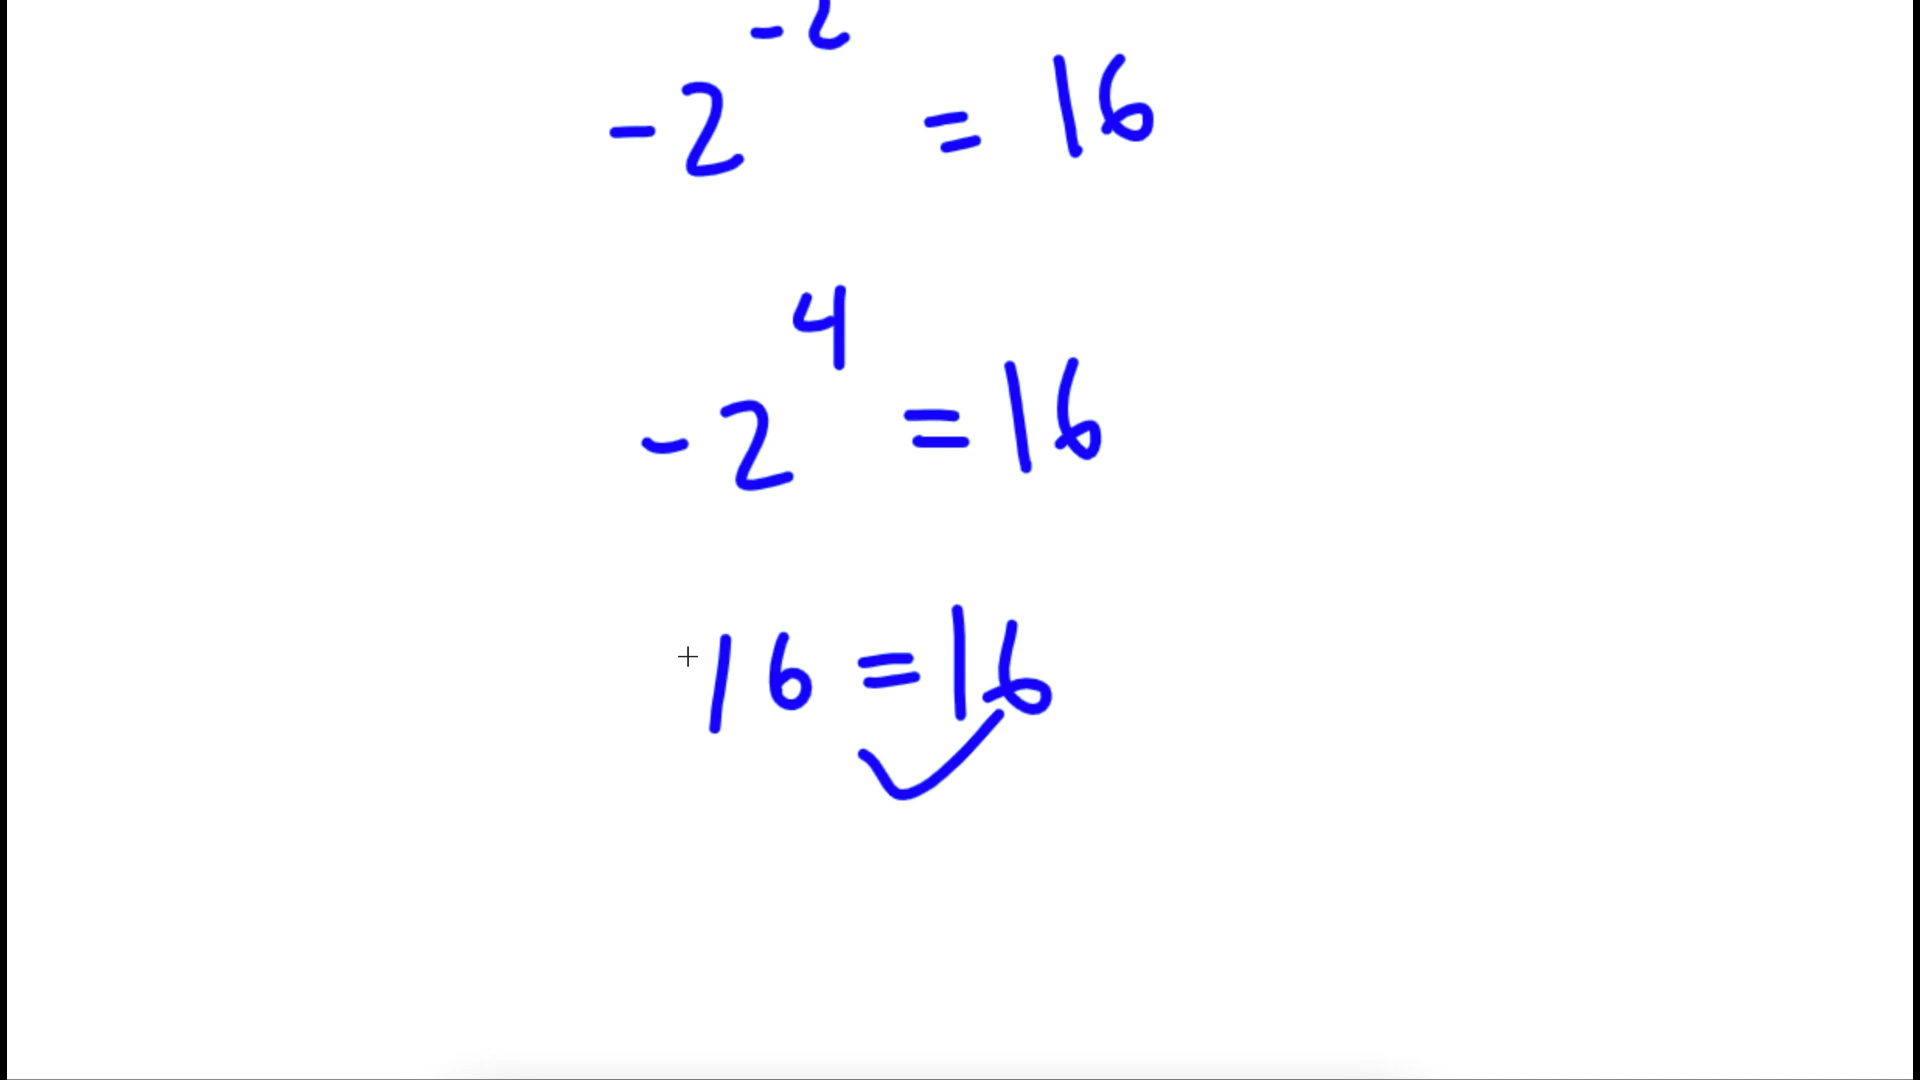 -2^-2 = 16
-2^4 = 16
16 = 16
✓